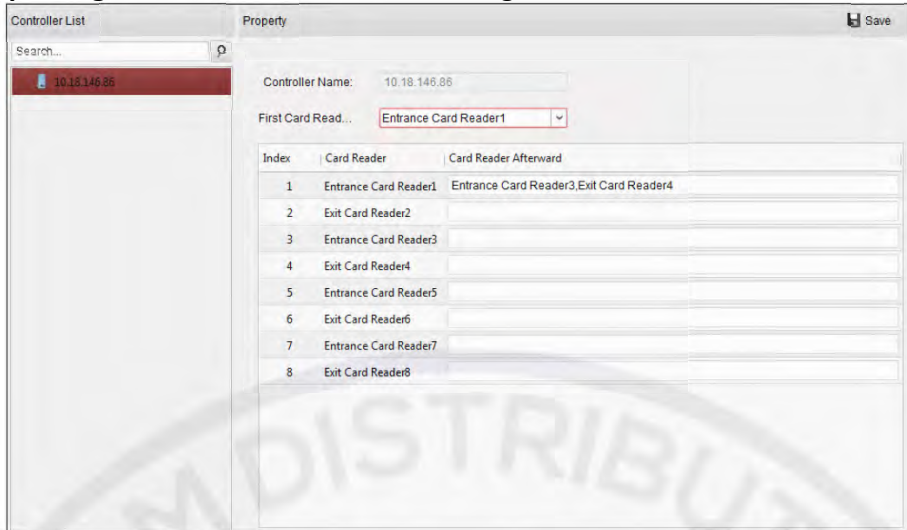 Controller List
Property
Save
Search...
10.18.146.86
Controller Name: 10.18.146.86
First Card Read... Entrance Card Reader1
Index Card Reader Card Reader Afterward
1 Entrance Card Reader1 Entrance Card Reader3,Exit Card Reader4
2 Exit Card Reader2
3 Entrance Card Reader3
4 Exit Card Reader4
5 Entrance Card Reader5
6 Exit Card Reader6
7 Entrance Card Reader7
8 Exit Card Reader8